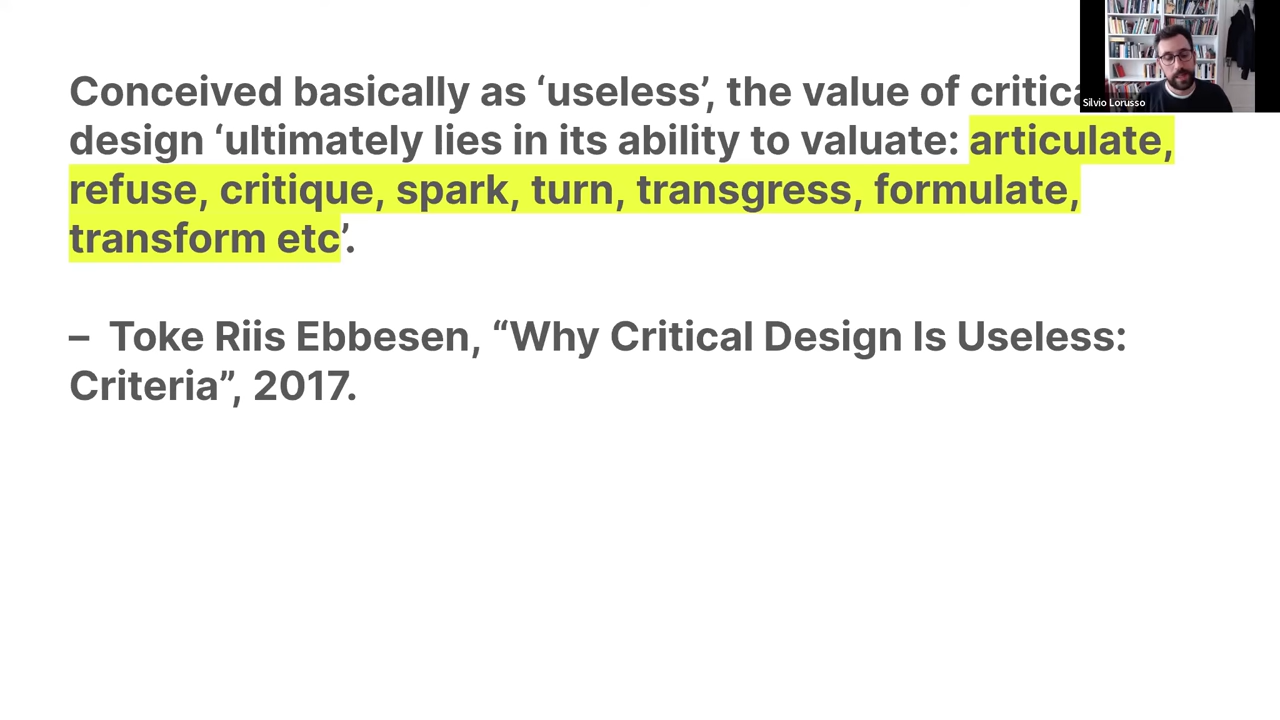 Conceived basically as ‘useless’, the value of
design ‘ultimately lies in its ability to valuate: articulate,
refuse, critique, spark, turn, transgress, formulate,
transform etc’.
– Toke Riis Ebbesen, “Why Critical Design Is Useless:
Criteria”, 2017.
Silvio Lorusso